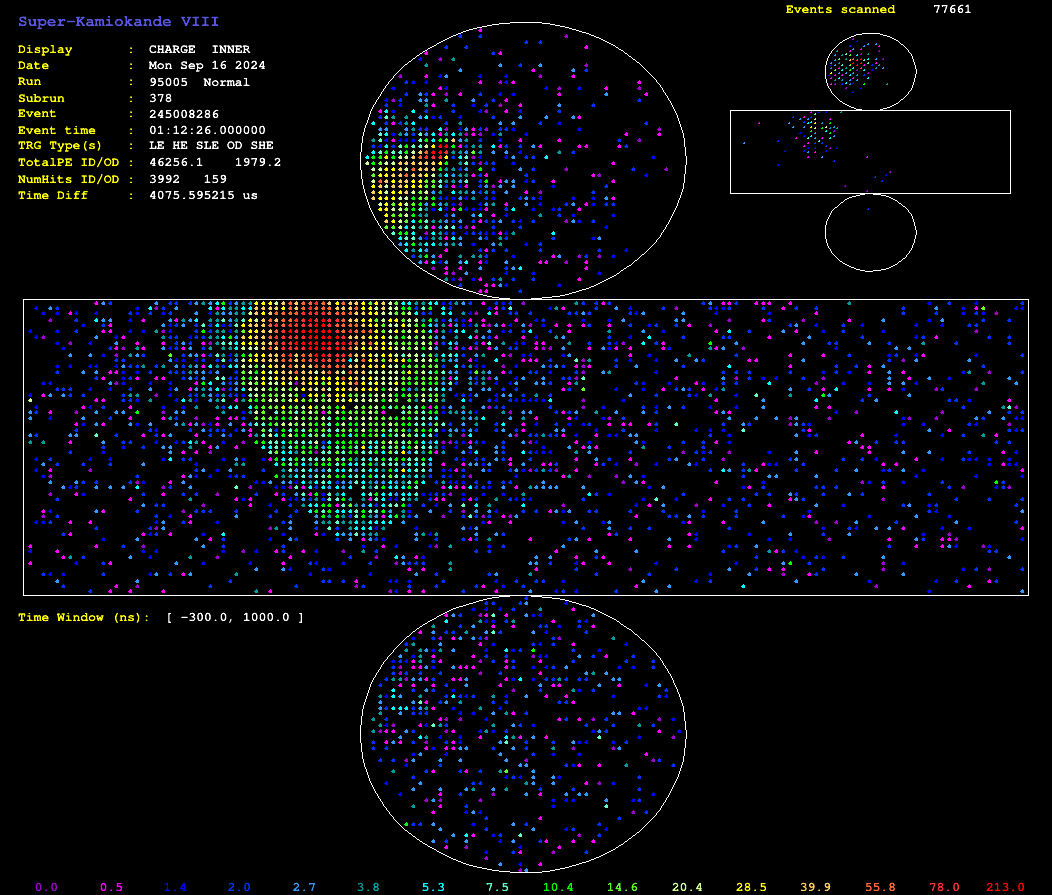 Super-Kamiokande VIII
Events scanned 77661
Display : CHARGE INNER
Date : Mon Sep 16 2024
Run : 95005 Normal
Subrun : 378
Event : 245008286
Event time : 01:12:26.000000
TRG Type(s) : LE HE SLE OD SHE
TotalPE ID/OD : 46256.1 1979.2
NumHits ID/OD : 3992 159
Time Diff : 4075.595215 us
Time Window (ns): [ -300.0, 1000.0 ]
0.0 0.5 1.4 2.0 2.7 3.8 5.3 7.5 10.4 14.6 20.4 28.5 39.9 55.8 78.0 213.0